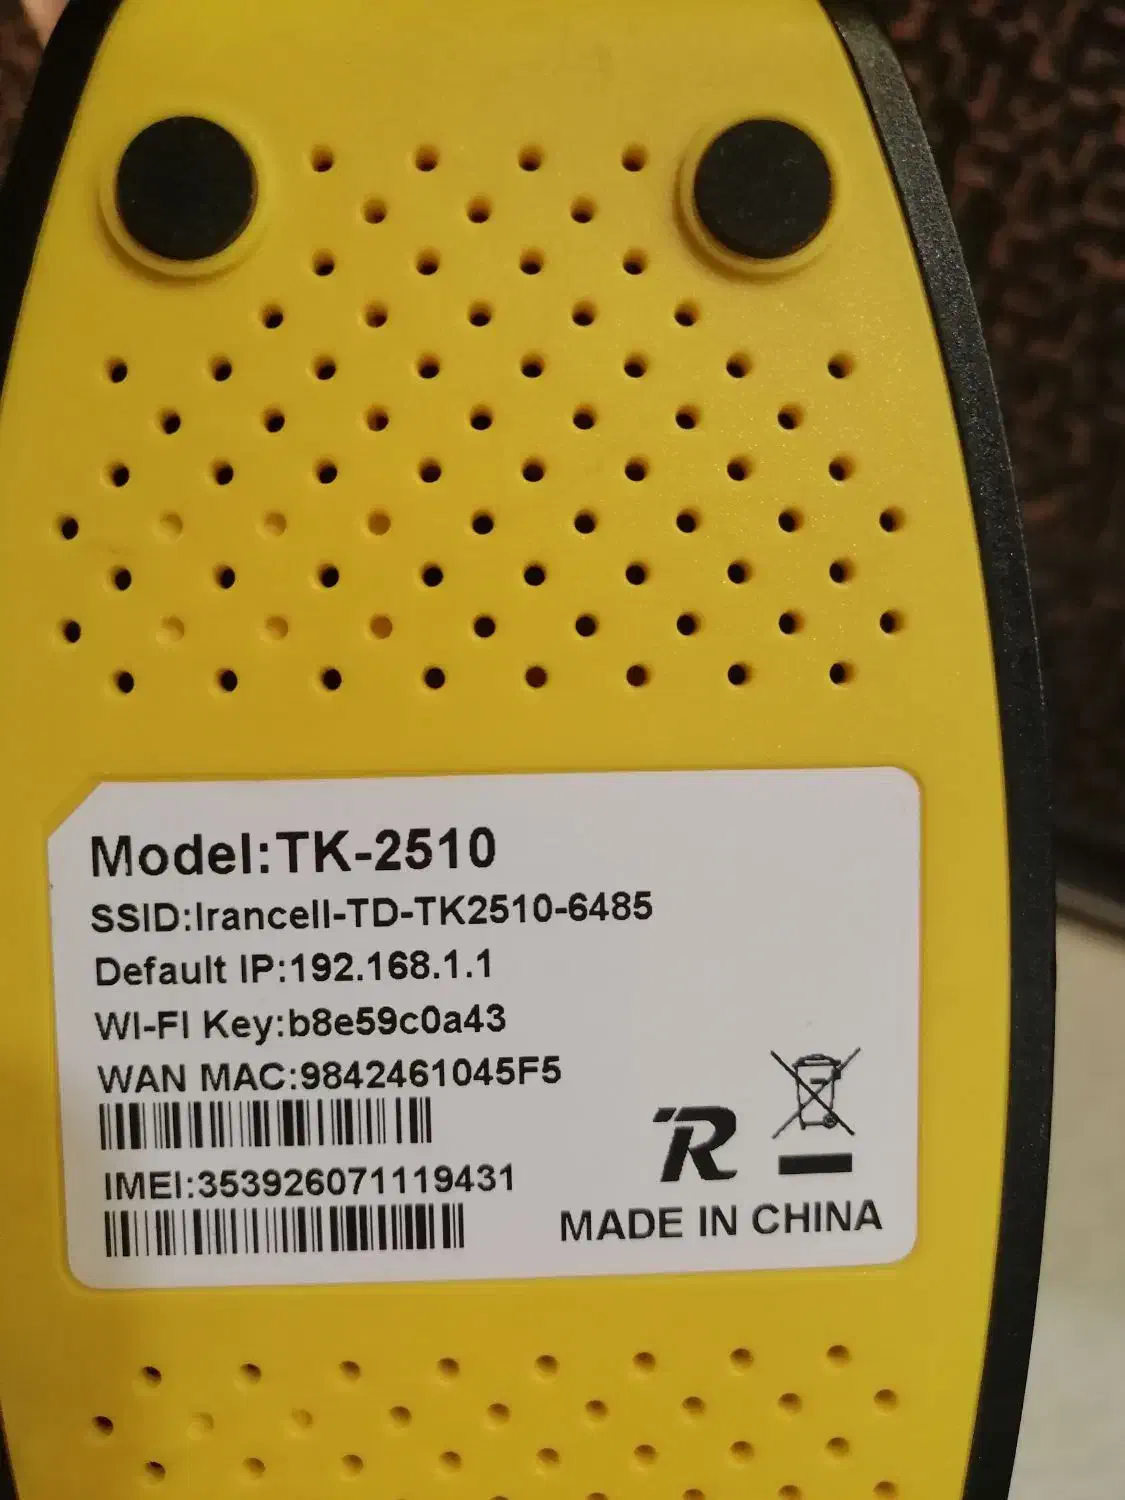 Model:TK-2510
SSID:Irancell-TD-TK2510-6485
Default IP:192.168.1.1
WI-FI Key:b8e59c0a43
WAN MAC:9842461045F5
IMEI:353926071119431
R
MADE IN CHINA